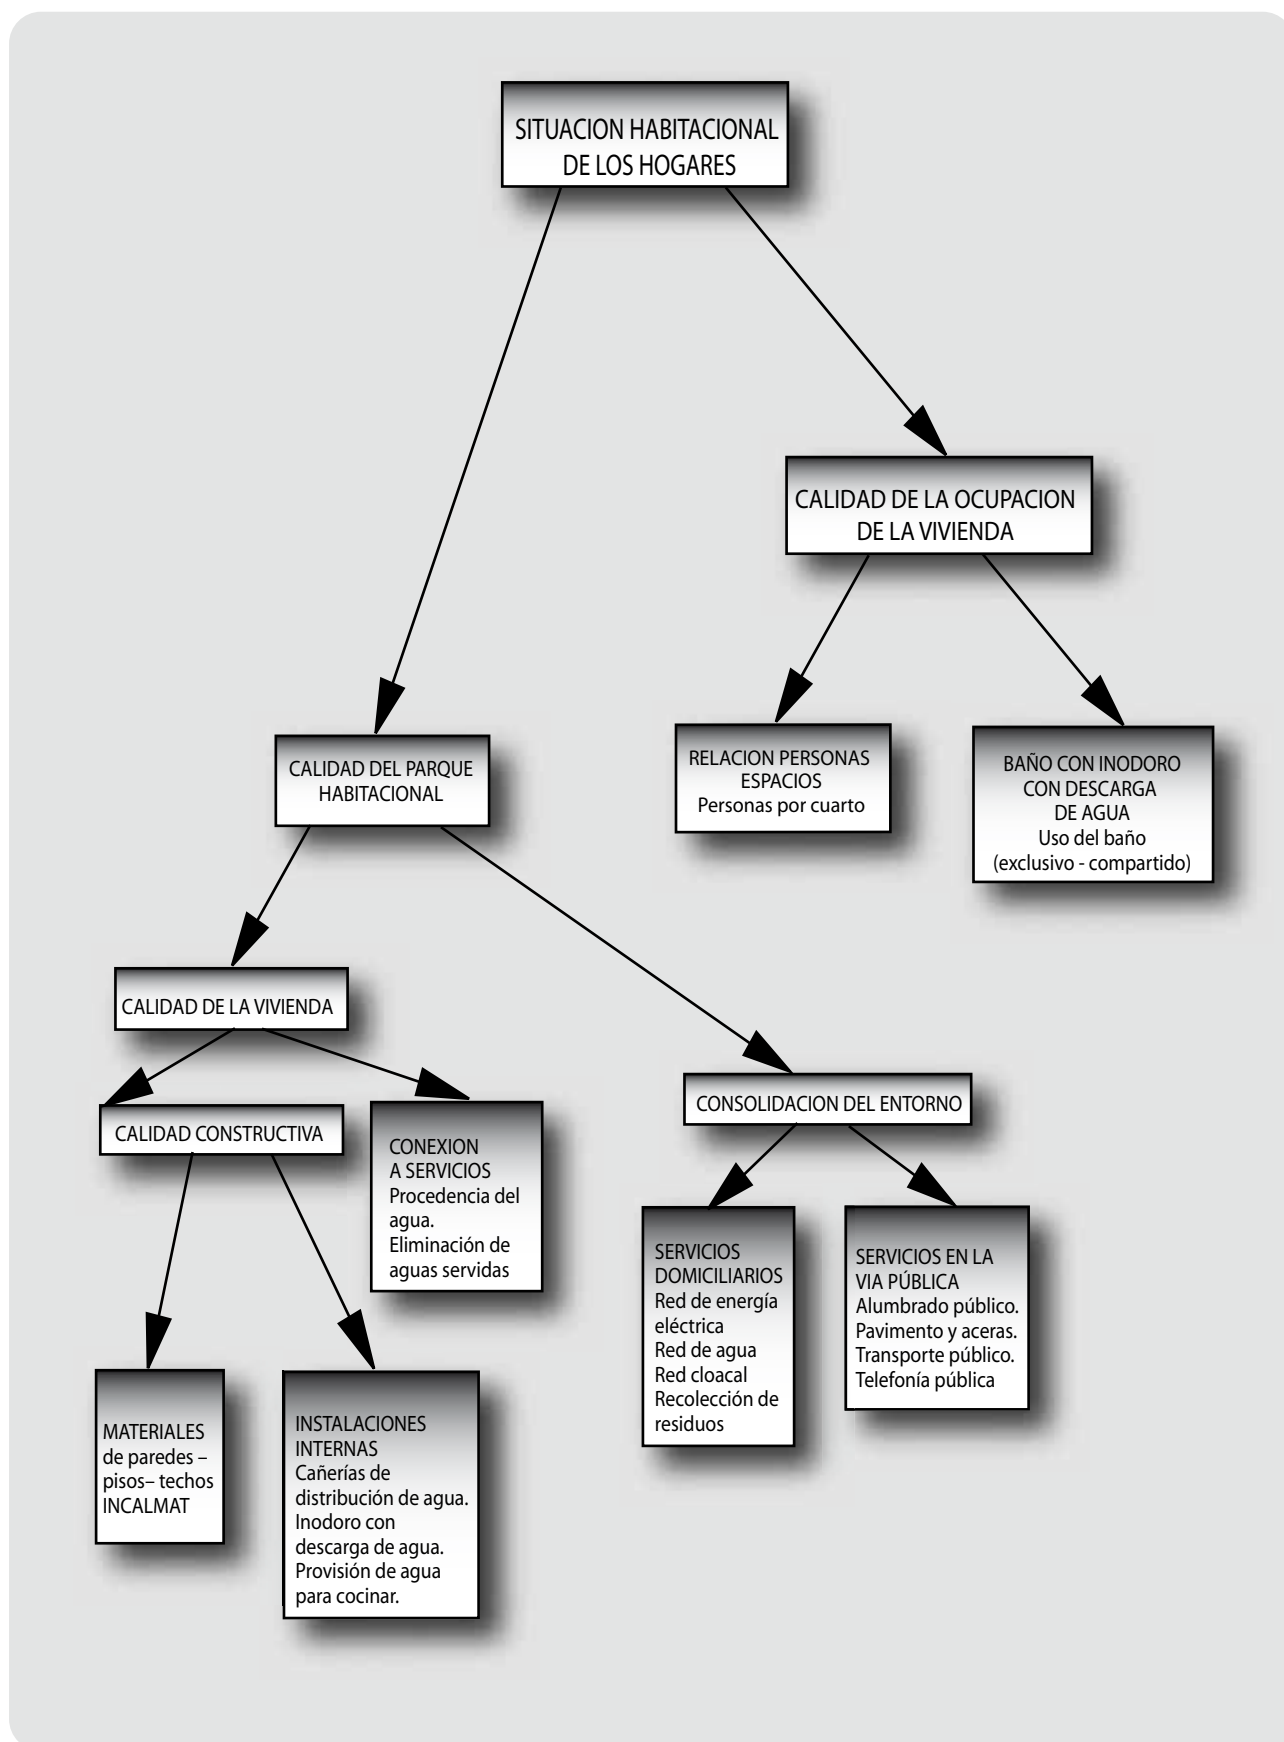 SITUACION HABITACIONAL
DE LOS HOGARES
CALIDAD DE LA OCUPACION
DE LA VIVIENDA
RELACION PERSONAS
ESPACIOS
Personas por cuarto
BAÑO CON INODORO
CON DESCARGA
DE AGUA
Uso del baño
(exclusivo - compartido)
CALIDAD DEL PARQUE
HABITACIONAL
CALIDAD DE LA VIVIENDA
CALIDAD CONSTRUCTIVA
CONEXION
A SERVICIOS
Procedencia del
agua.
Eliminación de
aguas servidas
CONSOLIDACION DEL ENTORNO
SERVICIOS
DOMICILIARIOS
Red de energía
eléctrica
Red de agua
Red cloacal
Recolección de
residuos
SERVICIOS EN LA
VIA PÚBLICA
Alumbrado público.
Pavimento y aceras.
Transporte público.
Telefonía pública
MATERIALES
de paredes –
pisos– techos
INCALMAT
INSTALACIONES
INTERNAS
Cañerías de
distribución de agua.
Inodoro con
descarga de agua.
Provisión de agua
para cocinar.